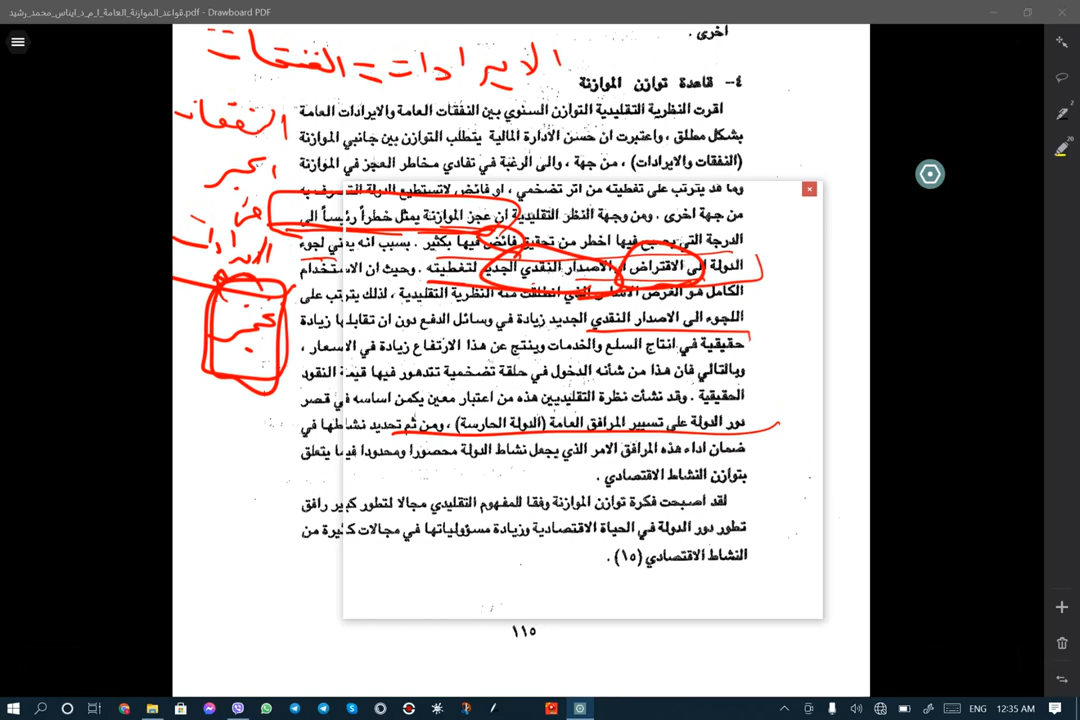 قواعد_الموازنة_العامة_ا_م_د_ايناس_محمد_رشيد.pdf - Drawboard PDF
اخرى .
الايرادات = النفقات
٤- قاعدة توازن الموازنة
اقرت النظرية التقليدية التوازن السنوي بين النفقات العامة والايرادات العامة
النفقات
بشكل مطلق ، واعتبرت ان حسن الأدارة المالية يتطلب التوازن بين جانبي الموازنة
(النفقات والايرادات) ، من جهة ، والى الرغبة في تفادي مخاطر العجز في الموازنة
اكبر
وما قد يترتب على تغطيته من اثر تضخمي ، او فائض لاتستطيع الدولة التصرف به
من
من جهة اخرى . ومن وجهة النظر التقليدية ان عجز الموازنة يمثل خطراً رئيساً الى
الدرجة التي يصبح فيها اخطر من تحقيق فائض فيها بكثير . بسبب انه يعني لجوء
الايرادات
الدولة الى الاقتراض او الاصدار النقدي الجديد لتغطيته . وحيث ان الاستخدام
الكامل هو الفرض الاساس الذي انطلقت منه النظرية التقليدية ، لذلك يترتب على
اللجوء الى الاصدار النقدي الجديد زيادة في وسائل الدفع دون ان تقابلها زيادة
عجز
حقيقية في انتاج السلع والخدمات وينتج عن هذا الارتفاع زيادة في الاسعار ،
وبالتالي فان هذا من شأنه الدخول في حلقة تضخمية تتدهور فيها قيمة النقود
الحقيقية . وقد نشأت نظرة التقليديين هذه من اعتبار معين يكمن اساسه في قصر
دور الدولة على تسيير المرافق العامة (الدولة الحارسة) ، ومن ثم تحديد نشاطها في
ضمان اداء هذه المرافق الامر الذي يجعل نشاط الدولة محصورا ومحدودا فيما يتعلق
بتوازن النشاط الاقتصادي .
لقد أصبحت فكرة توازن الموازنة وفقا للمفهوم التقليدي مجالا لتطور كبير رافق
تطور دور الدولة في الحياة الاقتصادية وزيادة مسؤولياتها في مجالات كثيرة من
النشاط الاقتصادي (١٥) .
١١٥
2
20
ENG 12:35 AM